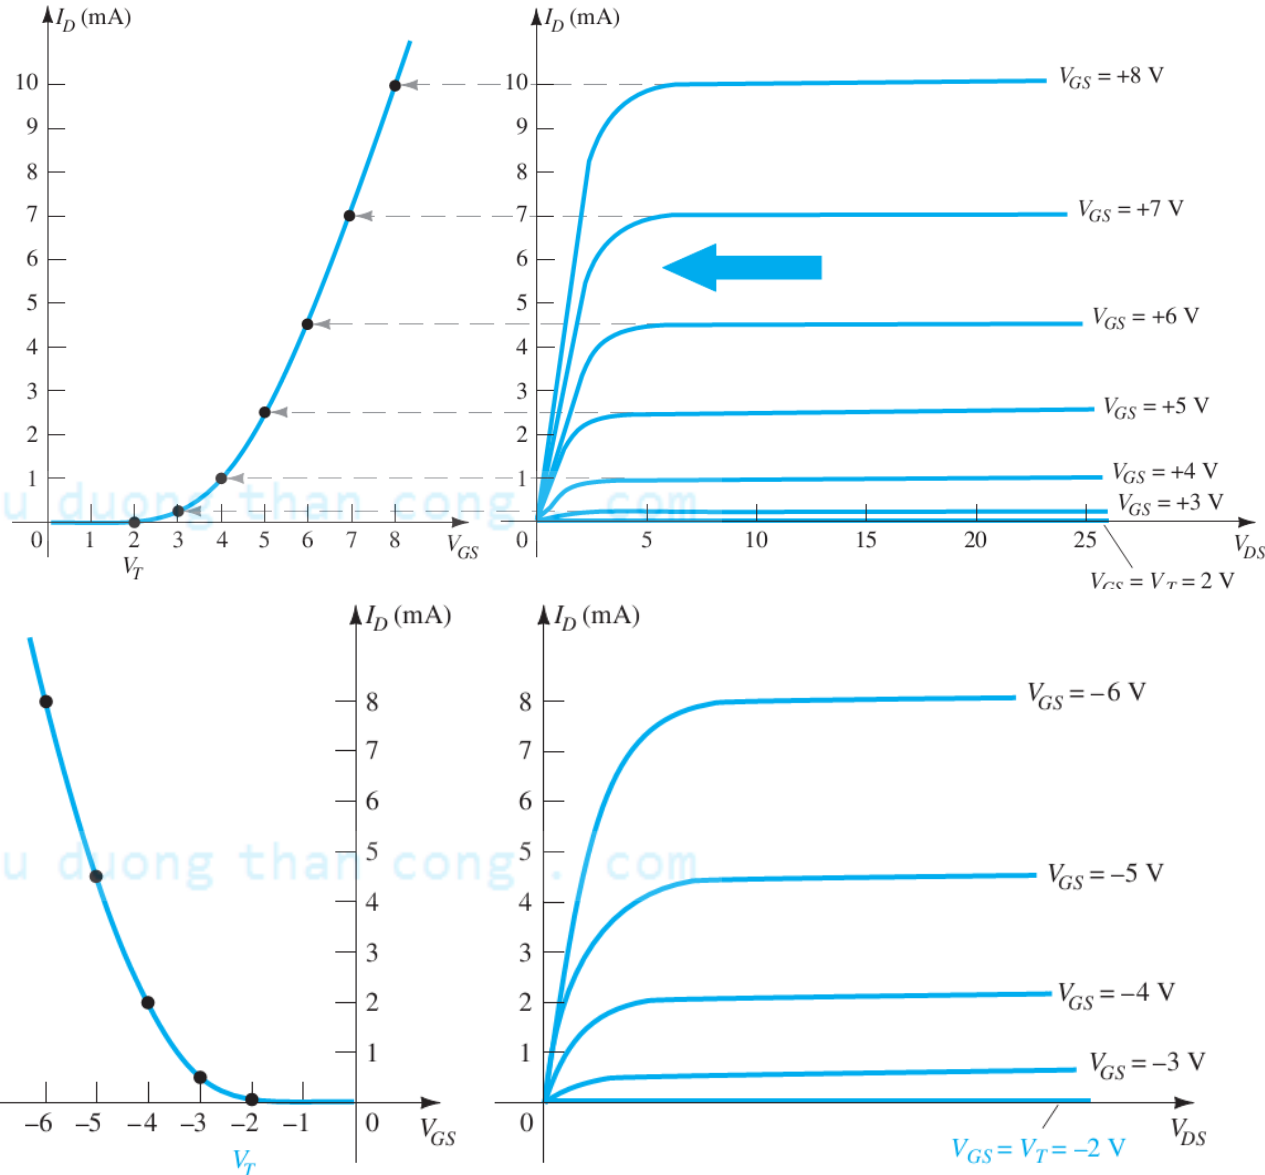 I_D (mA)
10
9
8
7
6
5
4
3
2
1
0 1 2 3 4 5 6 7 8 V_GS
V_T
I_D (mA)
10
9
8
7
6
5
4
3
2
1
0 5 10 15 20 25 V_DS
V_GS = +8 V
V_GS = +7 V
V_GS = +6 V
V_GS = +5 V
V_GS = +4 V
V_GS = +3 V
V_GS = V_T = 2 V
u duong than cong . com
I_D (mA)
8
7
6
5
4
3
2
1
–6 –5 –4 –3 –2 –1 0 V_GS
V_T
I_D (mA)
8
7
6
5
4
3
2
1
0 V_DS
V_GS = –6 V
V_GS = –5 V
V_GS = –4 V
V_GS = –3 V
V_GS = V_T = –2 V
u duong than cong . com